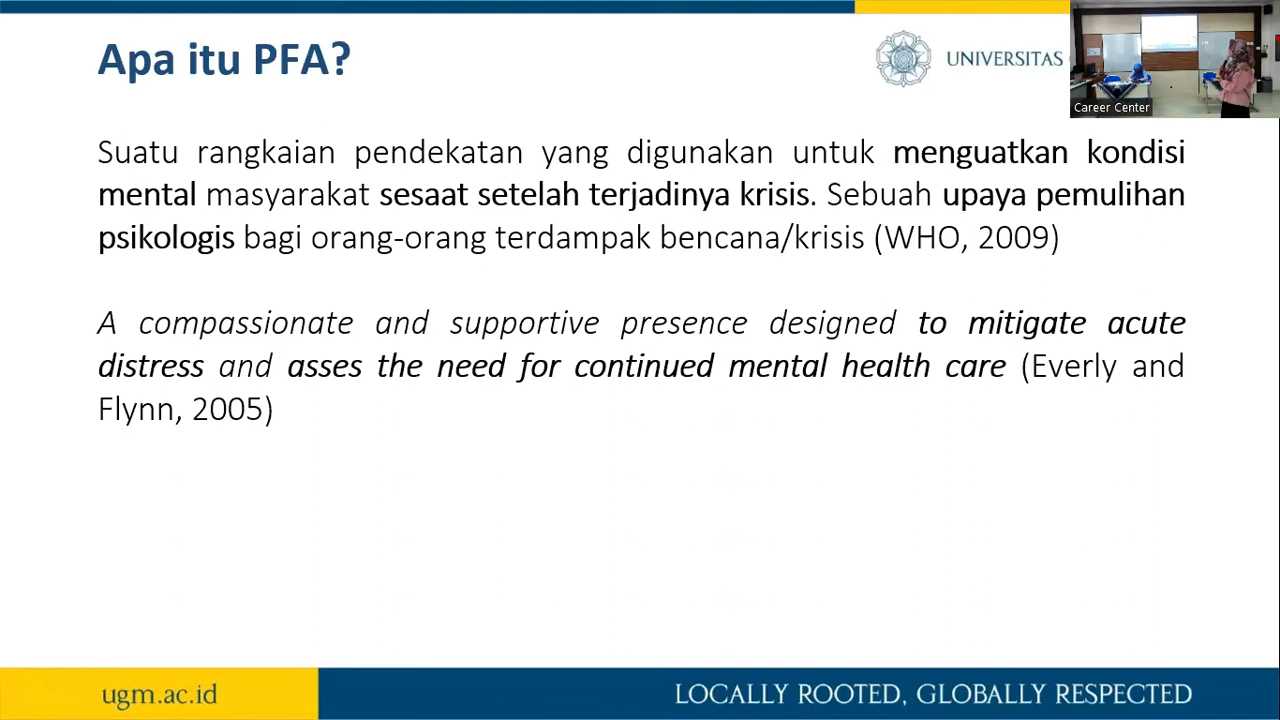 Apa itu PFA?
UNIVERSITAS
Career Center
Suatu rangkaian pendekatan yang digunakan untuk menguatkan kondisi
mental masyarakat sesaat setelah terjadinya krisis. Sebuah upaya pemulihan
psikologis bagi orang-orang terdampak bencana/krisis (WHO, 2009)
A compassionate and supportive presence designed to mitigate acute
distress and asses the need for continued mental health care (Everly and
Flynn, 2005)
ugm.ac.id
LOCALLY ROOTED, GLOBALLY RESPECTED